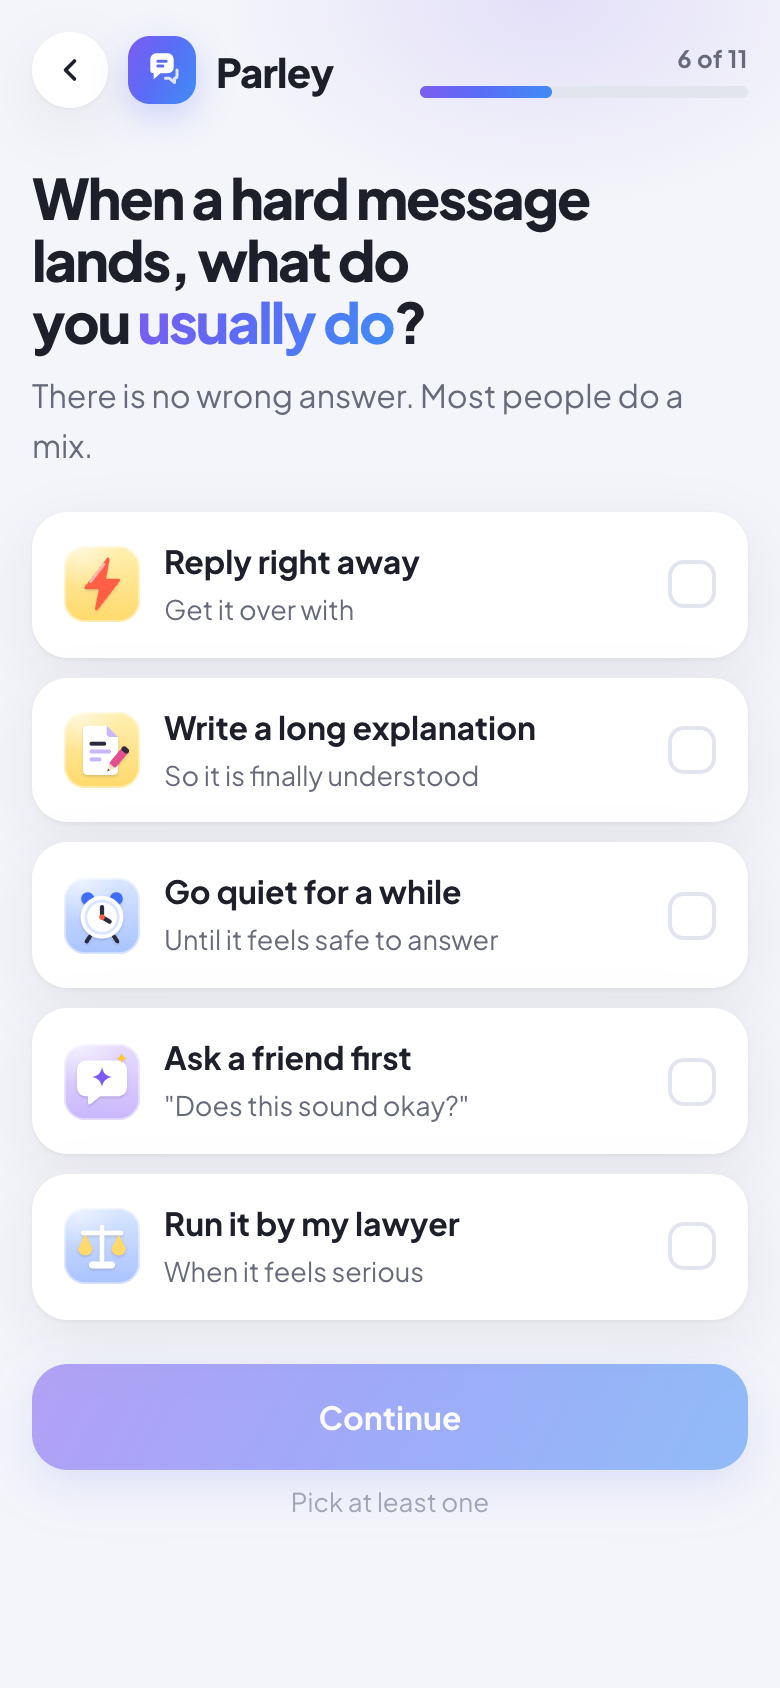 Parley
6 of 11
When a hard message
lands, what do
you usually do?
There is no wrong answer. Most people do a
mix.
Reply right away
Get it over with
Write a long explanation
So it is finally understood
Go quiet for a while
Until it feels safe to answer
Ask a friend first
"Does this sound okay?"
Run it by my lawyer
When it feels serious
Continue
Pick at least one